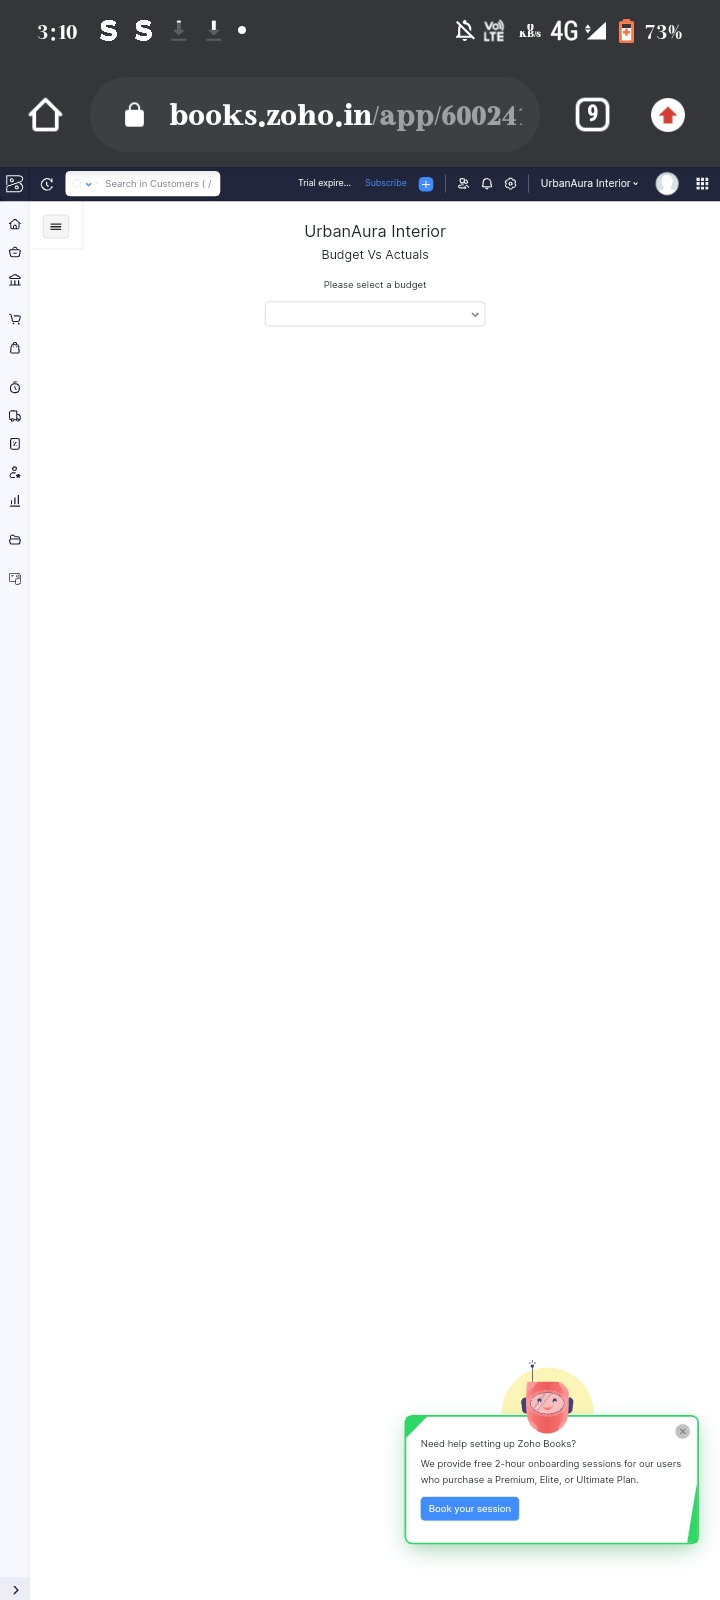 3:10 S S Vo)) LTE 0 KB/s 4G 73%
books.zoho.in/app/60024
9
Search in Customers ( / Trial expire... Subscribe UrbanAura Interior
UrbanAura Interior
Budget Vs Actuals
Please select a budget
Need help setting up Zoho Books?
We provide free 2-hour onboarding sessions for our users
who purchase a Premium, Elite, or Ultimate Plan.
Book your session